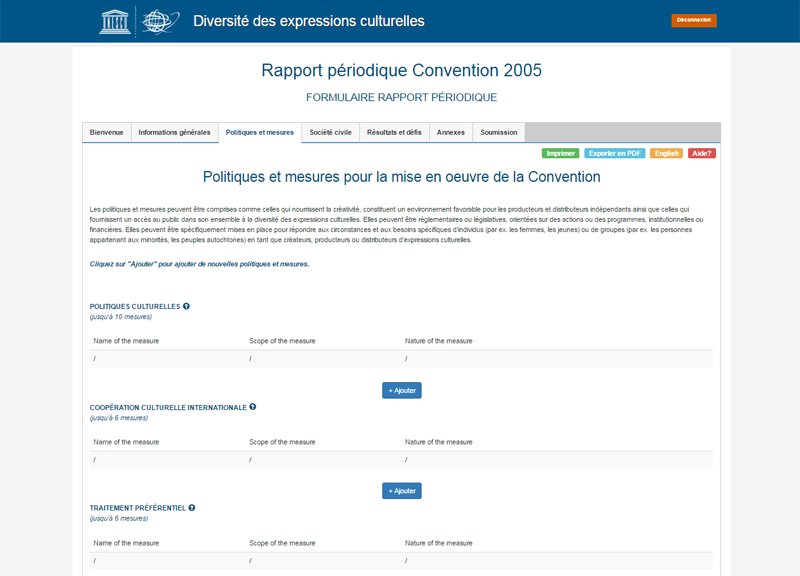 Diversité des expressions culturelles
Déconnexion
Rapport périodique Convention 2005
FORMULAIRE RAPPORT PÉRIODIQUE
Bienvenue Informations générales Politiques et mesures Société civile Résultats et défis Annexes Soumission
Imprimer Exporter en PDF English Aide?
Politiques et mesures pour la mise en oeuvre de la Convention
Les politiques et mesures peuvent être comprises comme celles qui nourrissent la créativité, constituent un environnement favorable pour les producteurs et distributeurs indépendants ainsi que celles qui
fournissent un accès au public dans son ensemble à la diversité des expressions culturelles. Elles peuvent être réglementaires ou législatives, orientées sur des actions ou des programmes, institutionnelles ou
financières. Elles peuvent être spécifiquement mises en place pour répondre aux circonstances et aux besoins spécifiques d'individus (par ex. les femmes, les jeunes) ou de groupes (par ex. les personnes
appartenant aux minorités, les peuples autochtones) en tant que créateurs, producteurs ou distributeurs d'expressions culturelles.
Cliquez sur "Ajouter" pour ajouter de nouvelles politiques et mesures.
POLITIQUES CULTURELLES ?
(jusqu'à 10 mesures)
Name of the measure Scope of the measure Nature of the measure
/ / /
+ Ajouter
COOPÉRATION CULTURELLE INTERNATIONALE ?
(jusqu'à 6 mesures)
Name of the measure Scope of the measure Nature of the measure
/ / /
+ Ajouter
TRAITEMENT PRÉFÉRENTIEL ?
(jusqu'à 6 mesures)
Name of the measure Scope of the measure Nature of the measure
/ / /